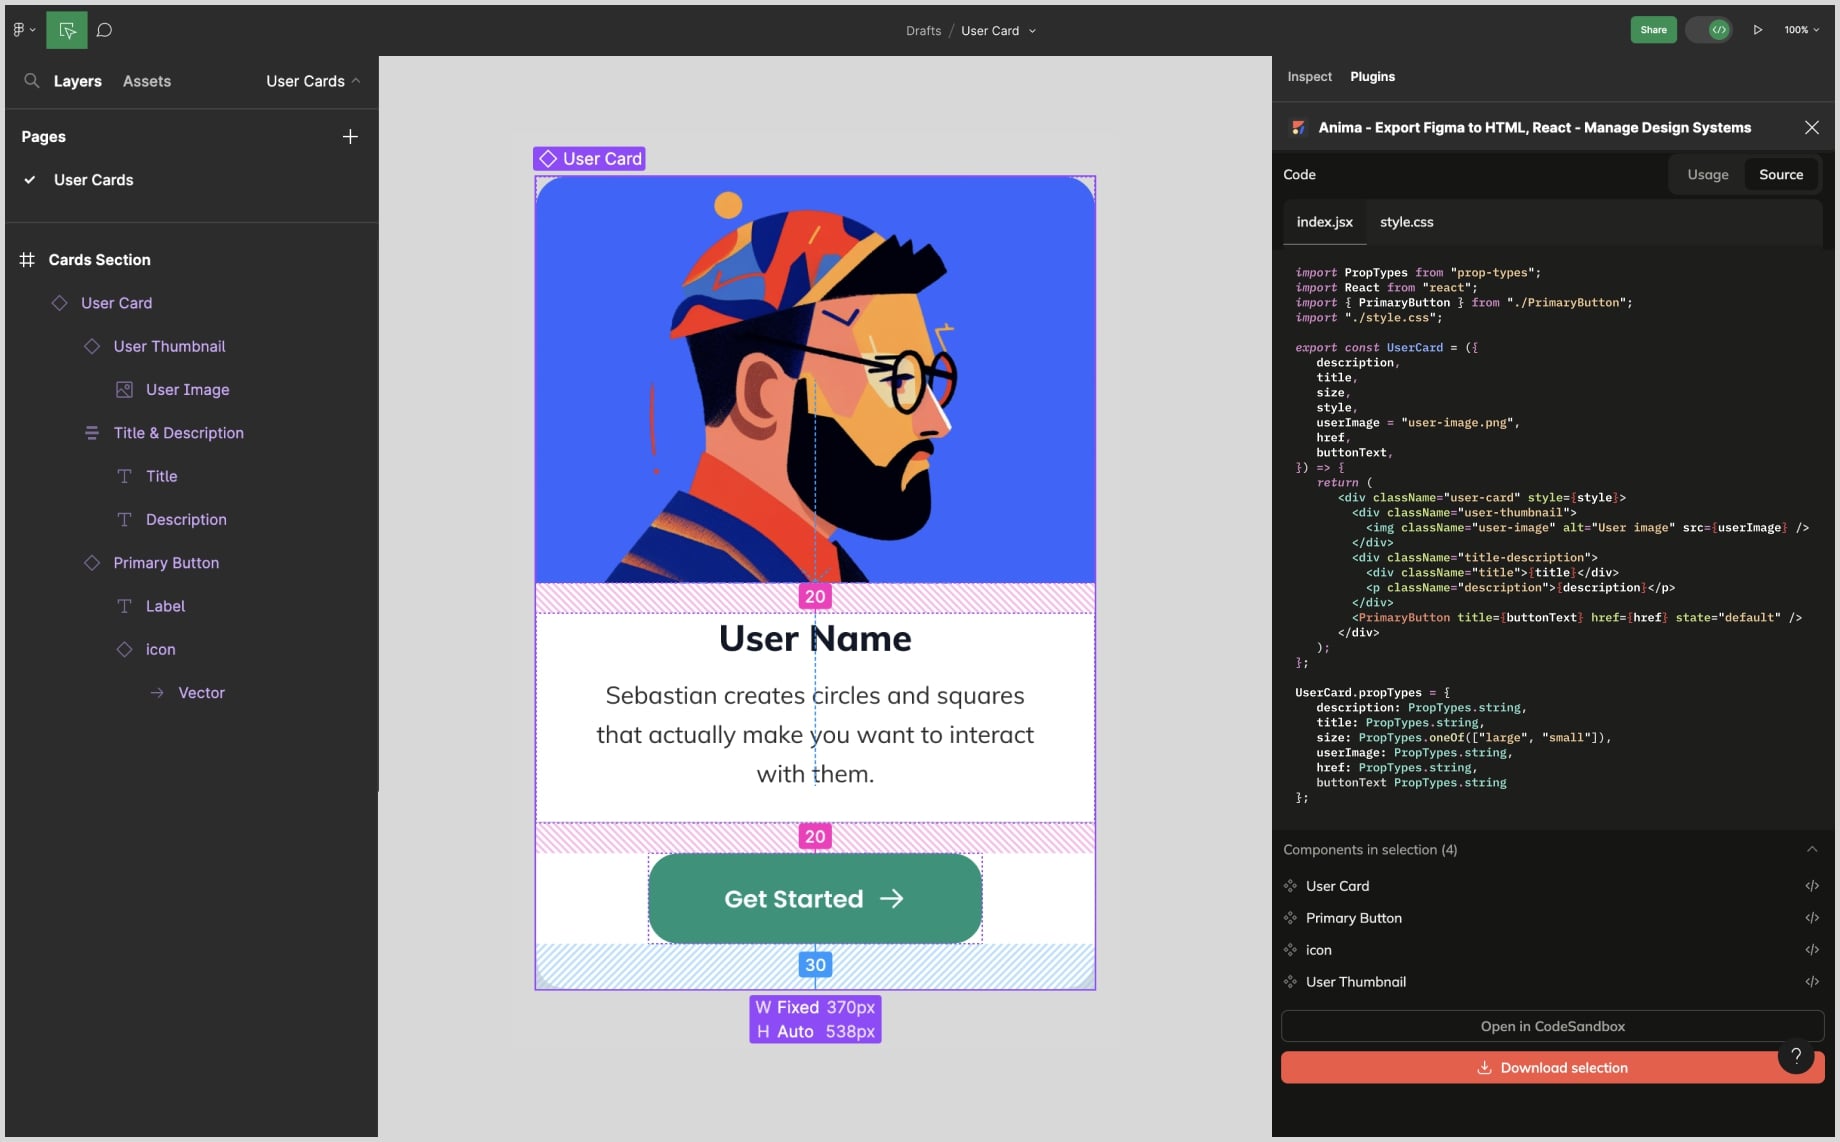 Drafts / User Card
Share
100%
Layers
Assets
User Cards
Pages
User Cards
Cards Section
User Card
User Thumbnail
User Image
Title & Description
Title
Description
Primary Button
Label
icon
Vector
User Card
20
User Name
Sebastian creates circles and squares
that actually make you want to interact
with them.
20
Get Started
30
W Fixed 370px
H Auto 538px
Inspect
Plugins
Anima - Export Figma to HTML, React - Manage Design Systems
Code
Usage
Source
index.jsx
style.css
import PropTypes from "prop-types";
import React from "react";
import { PrimaryButton } from "./PrimaryButton";
import "./style.css";
export const UserCard = ({
description,
title,
size,
style,
userImage = "user-image.png",
href,
buttonText,
}) => {
return (
<div className="user-card" style={style}>
<div className="user-thumbnail">
<img className="user-image" alt="User image" src={userImage} />
</div>
<div className="title-description">
<div className="title">{title}</div>
<p className="description">{description}</p>
</div>
<PrimaryButton title={buttonText} href={href} state="default" />
</div>
);
};
UserCard.propTypes = {
description: PropTypes.string,
title: PropTypes.string,
size: PropTypes.oneOf(["large", "small"]),
userImage: PropTypes.string,
href: PropTypes.string,
buttonText PropTypes.string
};
Components in selection (4)
User Card
</>
Primary Button
</>
icon
</>
User Thumbnail
</>
Open in CodeSandbox
Download selection
?